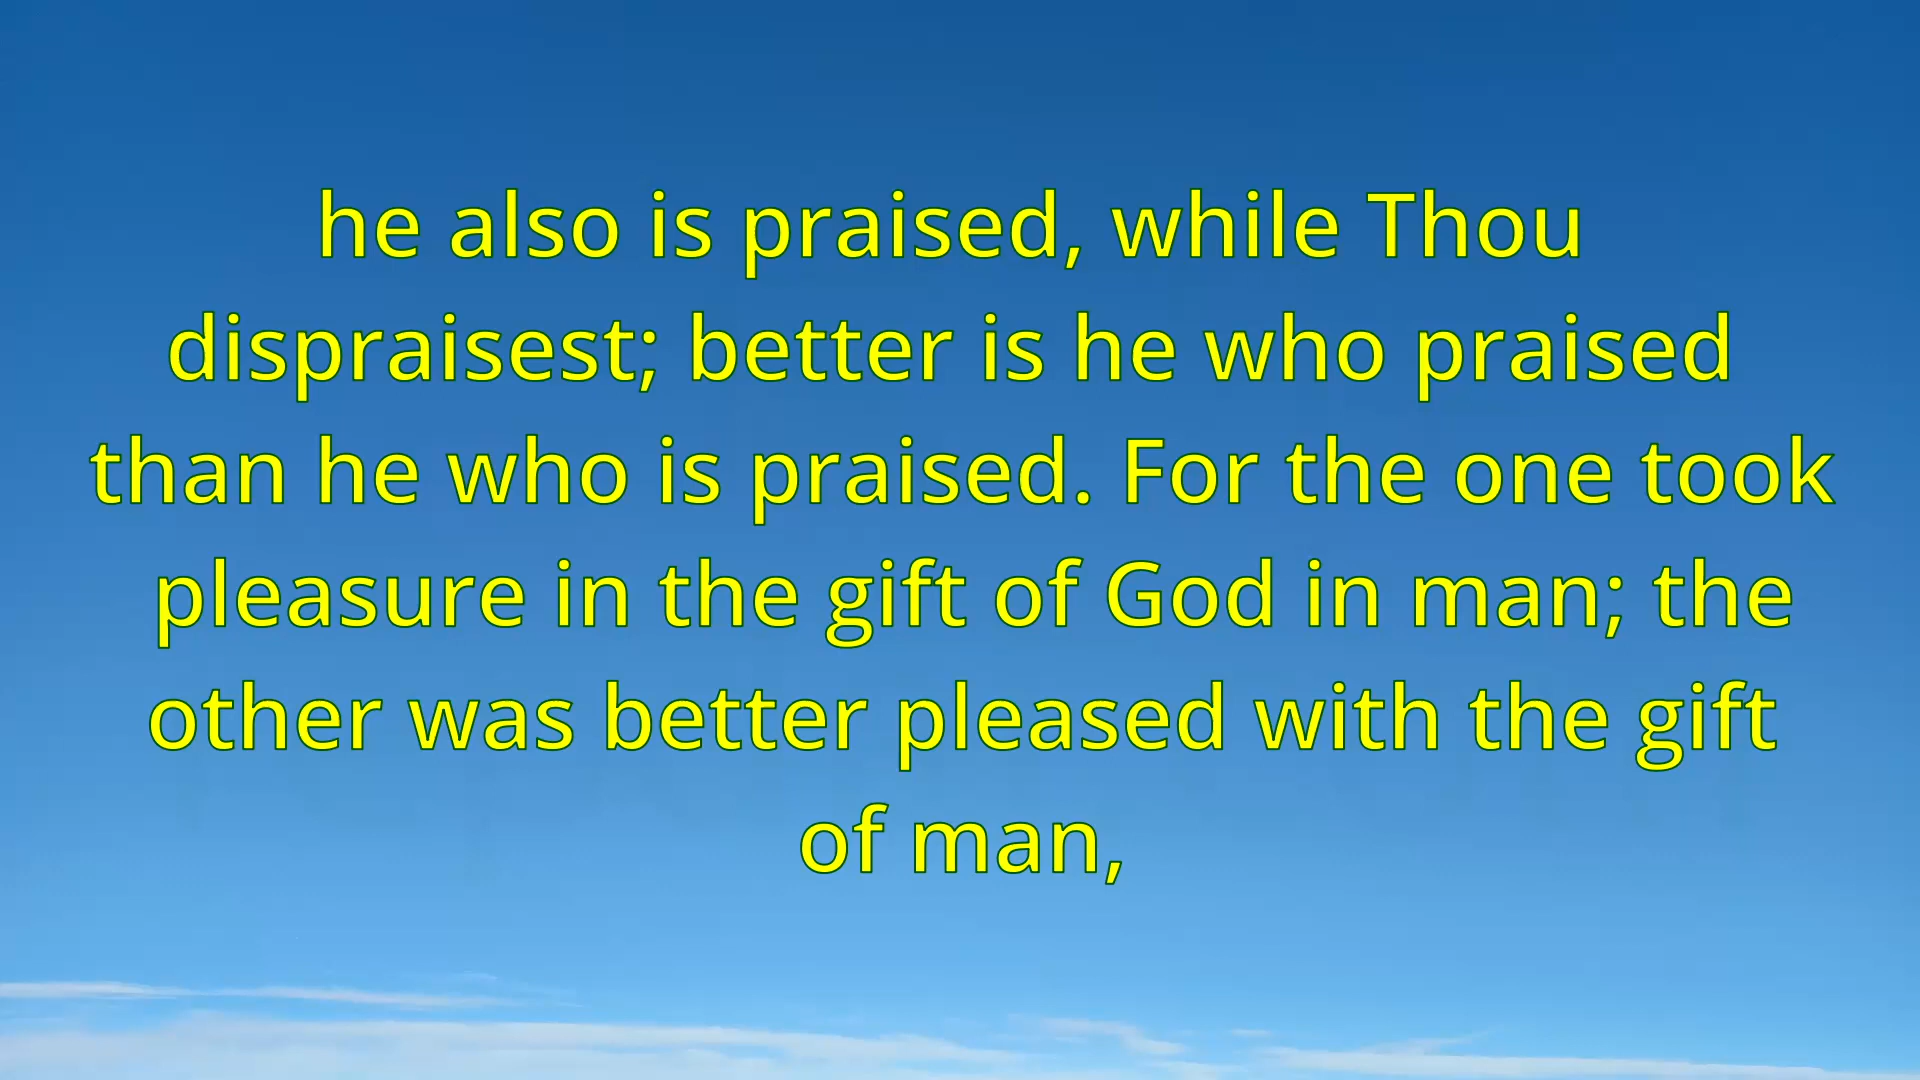 he also is praised, while Thou
dispraisest; better is he who praised
than he who is praised. For the one took
pleasure in the gift of God in man; the
other was better pleased with the gift
of man,